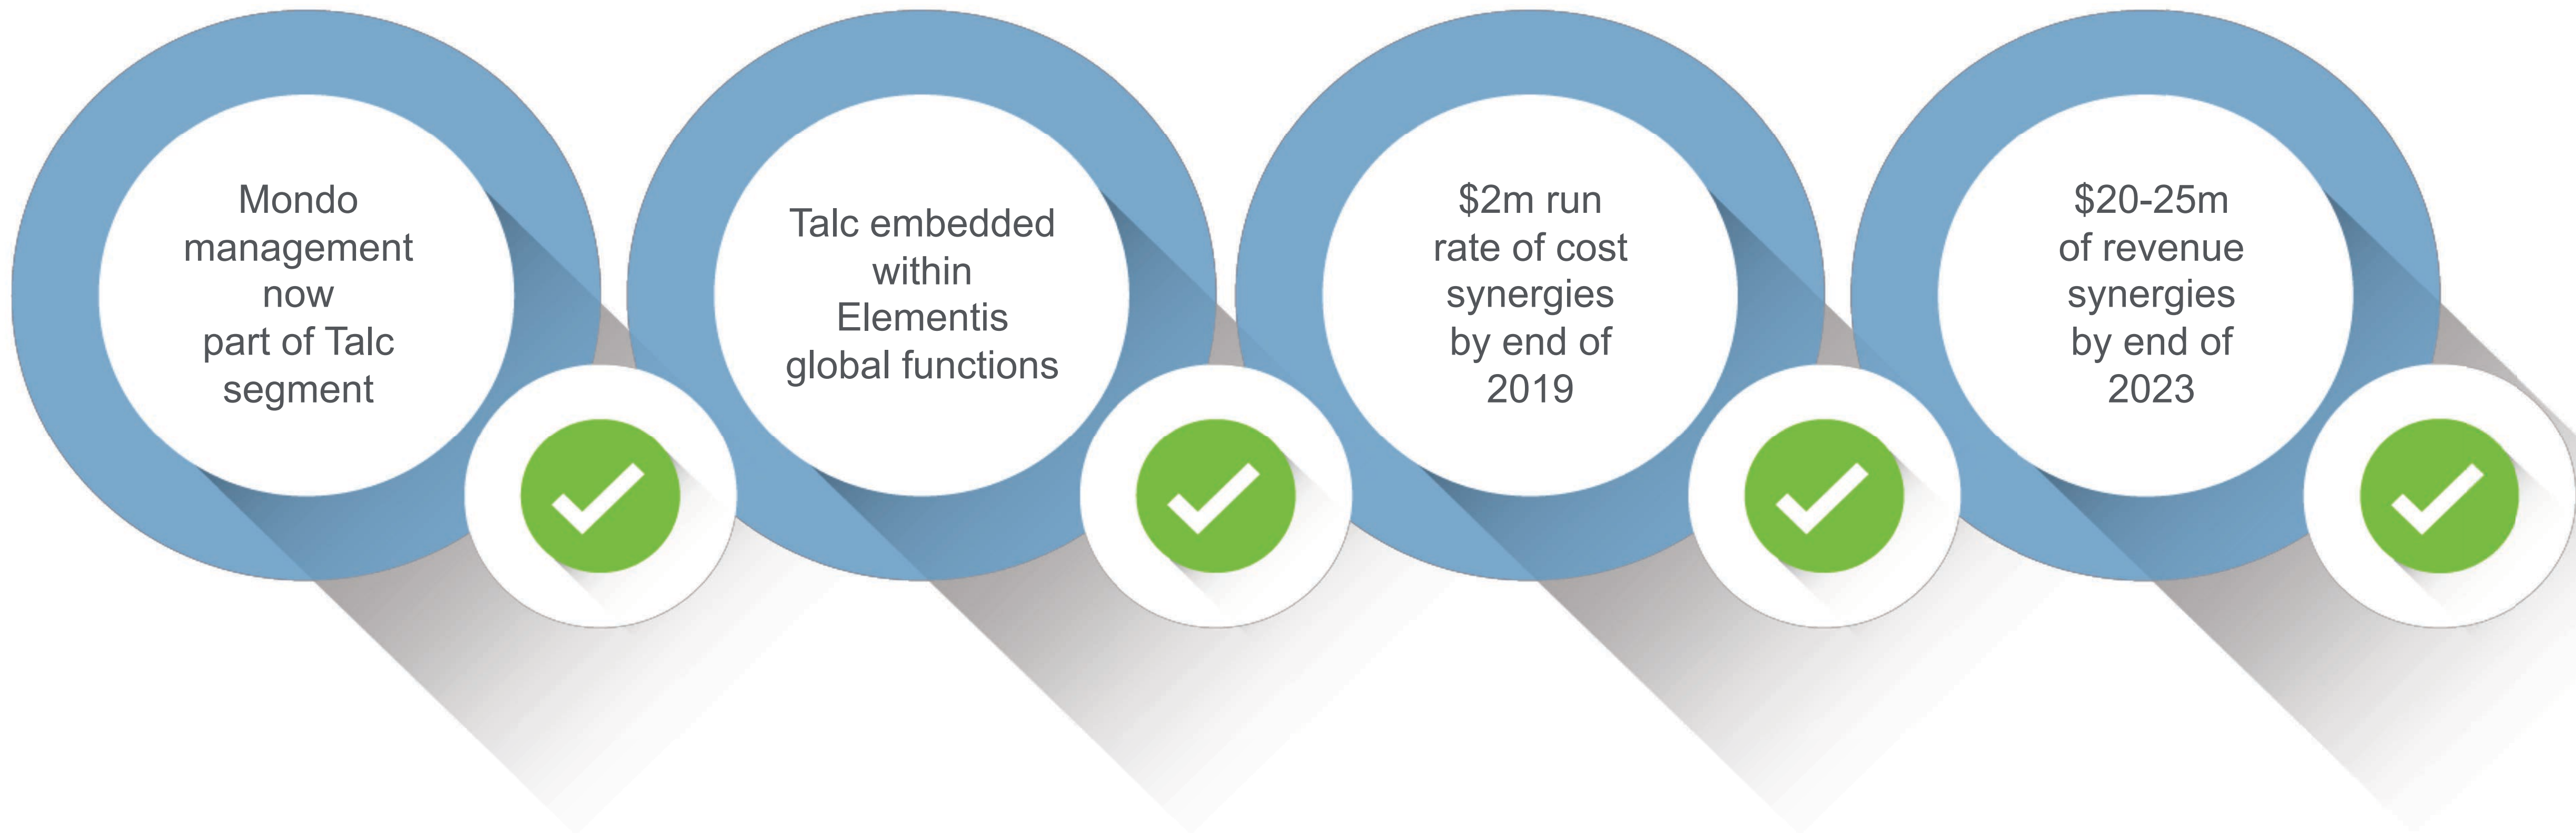 Mondo
management
now
part of Talc
segment
Talc embedded
within
Elementis
global functions
$2m run
rate of cost
synergies
by end of
2019
$20-25m
of revenue
synergies
by end of
2023